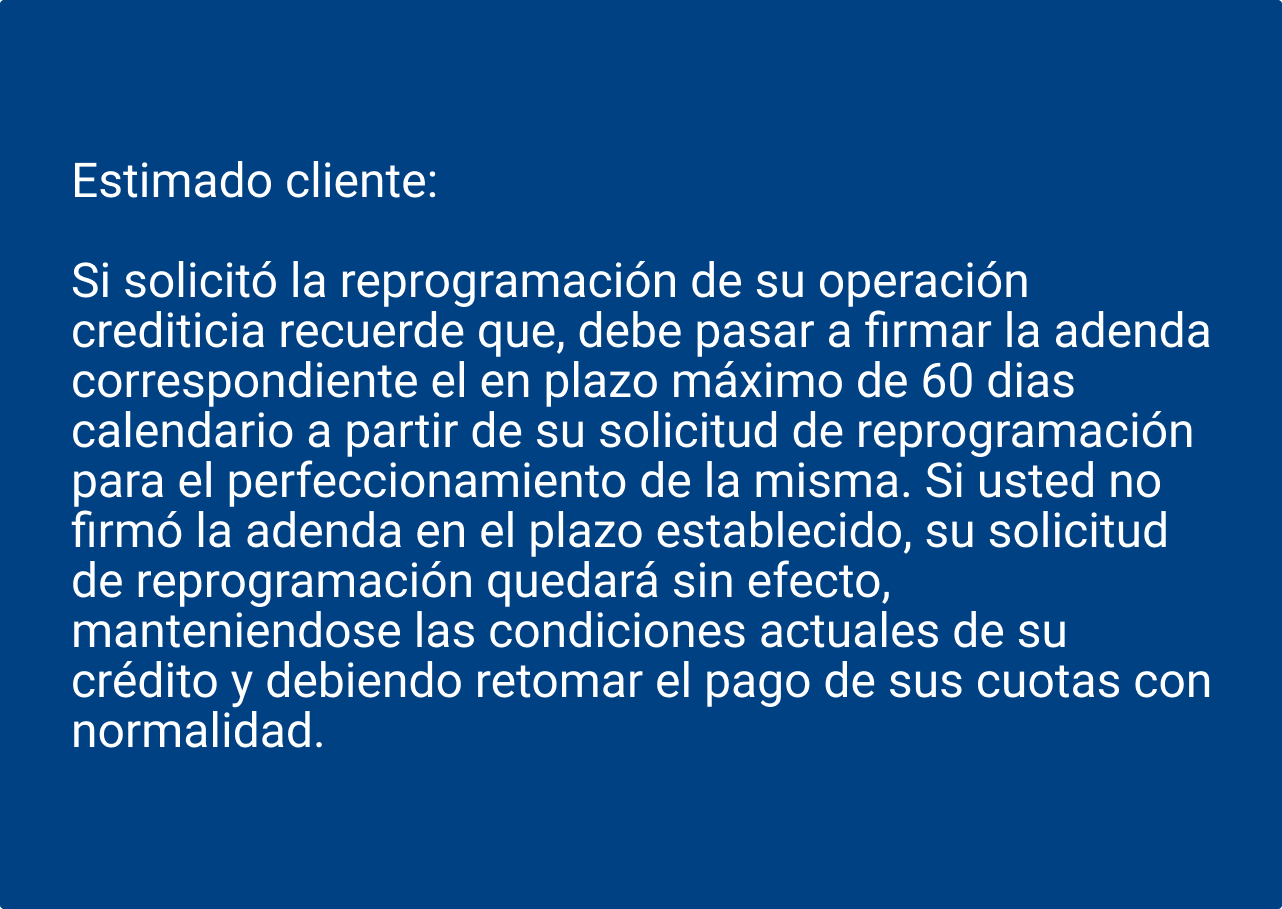 Estimado cliente:
Si solicitó la reprogramación de su operación
crediticia recuerde que, debe pasar a firmar la adenda
correspondiente el en plazo máximo de 60 dias
calendario a partir de su solicitud de reprogramación
para el perfeccionamiento de la misma. Si usted no
firmó la adenda en el plazo establecido, su solicitud
de reprogramación quedará sin efecto,
manteniendose las condiciones actuales de su
crédito y debiendo retomar el pago de sus cuotas con
normalidad.